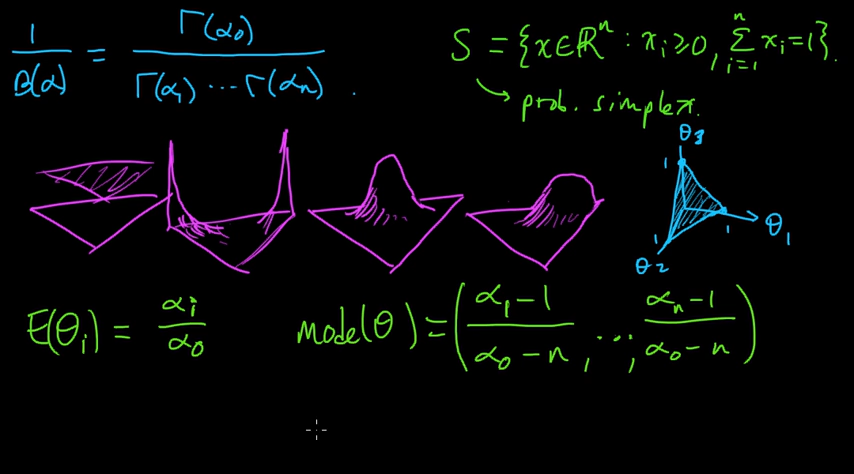 1/B(α) = Γ(α₀)/(Γ(α₁) ⋯ Γ(αₙ)) .
S = {x∈ℝⁿ : xᵢ ≥ 0, ∑ᵢ₌₁ⁿ xᵢ = 1}.
→ prob. simplex.
θ₃
1
1
1
θ₁
θ₂
E(θᵢ) = αᵢ/α₀
mode(θ) = ((α₁−1)/(α₀−n), ⋯, (αₙ−1)/(α₀−n))